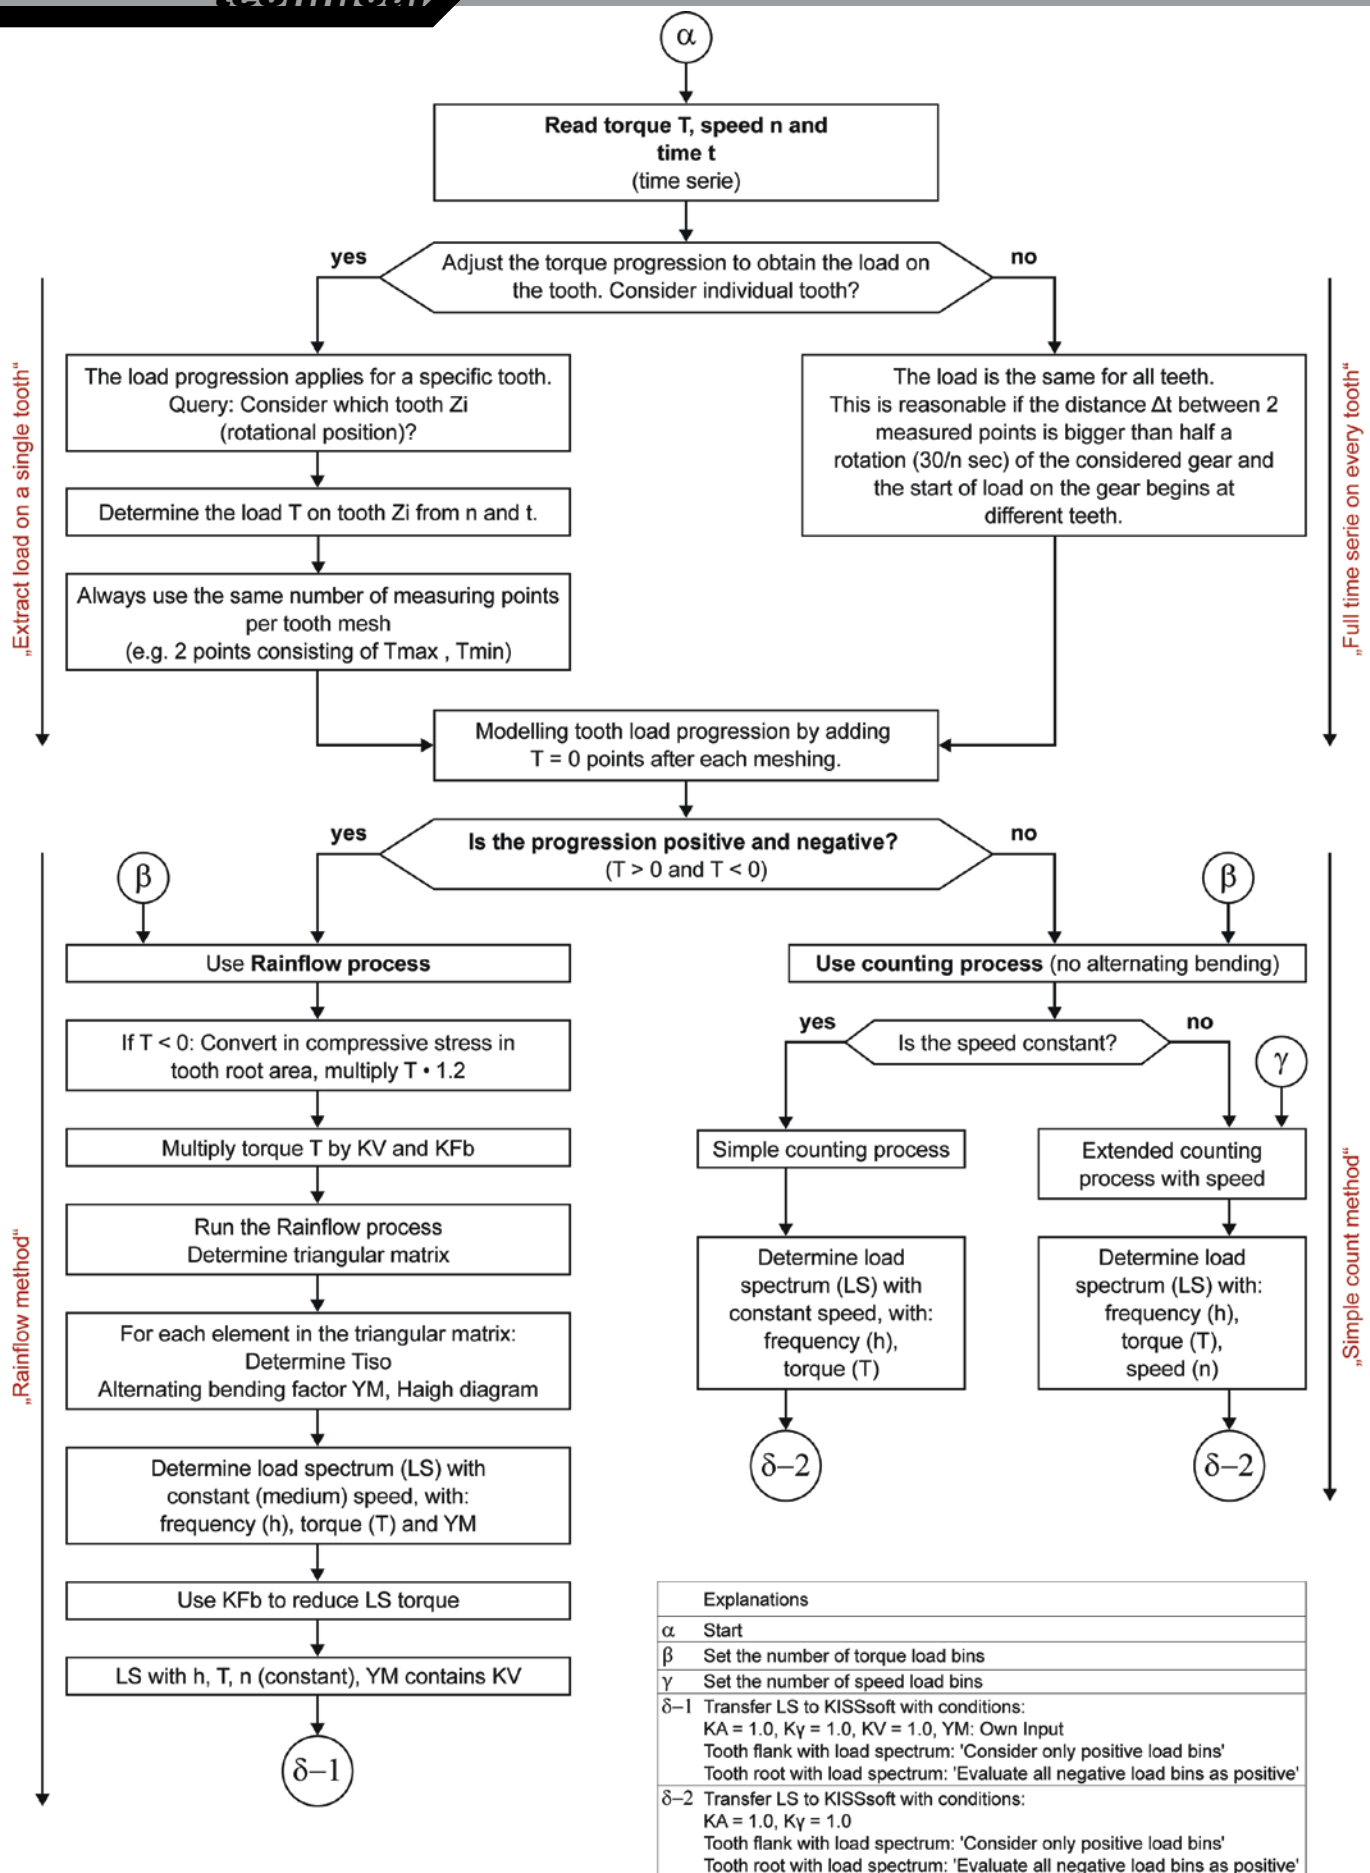 technical
α
Read torque T, speed n and
time t
(time serie)
yes
no
Adjust the torque progression to obtain the load on
the tooth. Consider individual tooth?
„Extract load on a single tooth“
The load progression applies for a specific tooth.
Query: Consider which tooth Zi
(rotational position)?
Determine the load T on tooth Zi from n and t.
Always use the same number of measuring points
per tooth mesh
(e.g. 2 points consisting of Tmax , Tmin)
The load is the same for all teeth.
This is reasonable if the distance Δt between 2
measured points is bigger than half a
rotation (30/n sec) of the considered gear and
the start of load on the gear begins at
different teeth.
„Full time serie on every tooth“
Modelling tooth load progression by adding
T = 0 points after each meshing.
yes
no
Is the progression positive and negative?
(T > 0 and T < 0)
„Rainflow method“
β
Use Rainflow process
If T < 0: Convert in compressive stress in
tooth root area, multiply T • 1.2
Multiply torque T by KV and KFb
Run the Rainflow process
Determine triangular matrix
For each element in the triangular matrix:
Determine Tiso
Alternating bending factor YM, Haigh diagram
Determine load spectrum (LS) with
constant (medium) speed, with:
frequency (h), torque (T) and YM
Use KFb to reduce LS torque
LS with h, T, n (constant), YM contains KV
δ–1
β
Use counting process (no alternating bending)
yes
no
Is the speed constant?
γ
Simple counting process
Determine load
spectrum (LS) with
constant speed, with:
frequency (h),
torque (T)
δ–2
Extended counting
process with speed
Determine load
spectrum (LS) with:
frequency (h),
torque (T),
speed (n)
δ–2
„Simple count method“
Explanations
α Start
β Set the number of torque load bins
γ Set the number of speed load bins
δ–1 Transfer LS to KISSsoft with conditions:
KA = 1.0, Kγ = 1.0, KV = 1.0, YM: Own Input
Tooth flank with load spectrum: 'Consider only positive load bins'
Tooth root with load spectrum: 'Evaluate all negative load bins as positive'
δ–2 Transfer LS to KISSsoft with conditions:
KA = 1.0, Kγ = 1.0
Tooth flank with load spectrum: 'Consider only positive load bins'
Tooth root with load spectrum: 'Evaluate all negative load bins as positive'